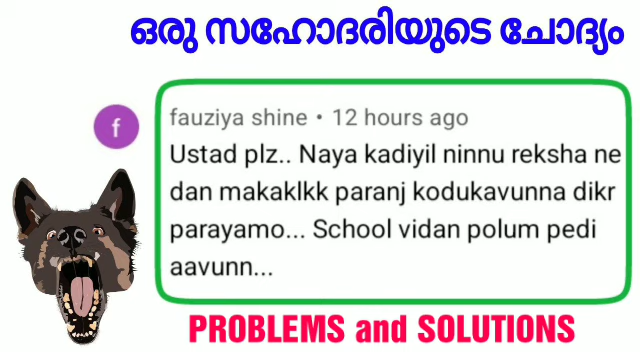 ഒരു സഹോദരിയുടെ ചോദ്യം
f
fauziya shine • 12 hours ago
Ustad plz.. Naya kadiyil ninnu reksha ne
dan makaklkk paranj kodukavunna dikr
parayamo... School vidan polum pedi
aavunn...
PROBLEMS and SOLUTIONS